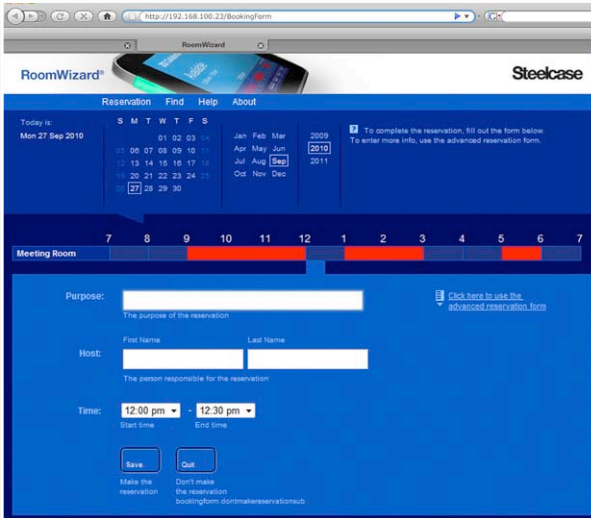 http://192.168.100.23/BookingForm
RoomWizard
RoomWizard®
Steelcase
Reservation Find Help About
Today is:
Mon 27 Sep 2010
S M T W T F S
01 02 03 04
05 06 07 08 09 10 11
12 13 14 15 16 17 18
19 20 21 22 23 24 25
26 27 28 29 30
Jan Feb Mar
Apr May Jun
Jul Aug Sep
Oct Nov Dec
2009
2010
2011
? To complete the reservation, fill out the form below.
To enter more info, use the advanced reservation form.
7 8 9 10 11 12 1 2 3 4 5 6 7
Meeting Room
Purpose:
The purpose of the reservation
Click here to use the
advanced reservation form
First Name Last Name
Host:
The person responsible for the reservation
Time: 12:00 pm - 12:30 pm
Start time End time
Save Quit
Make the
reservation
Don't make
the reservation
bookingform.dontmakereservationsub